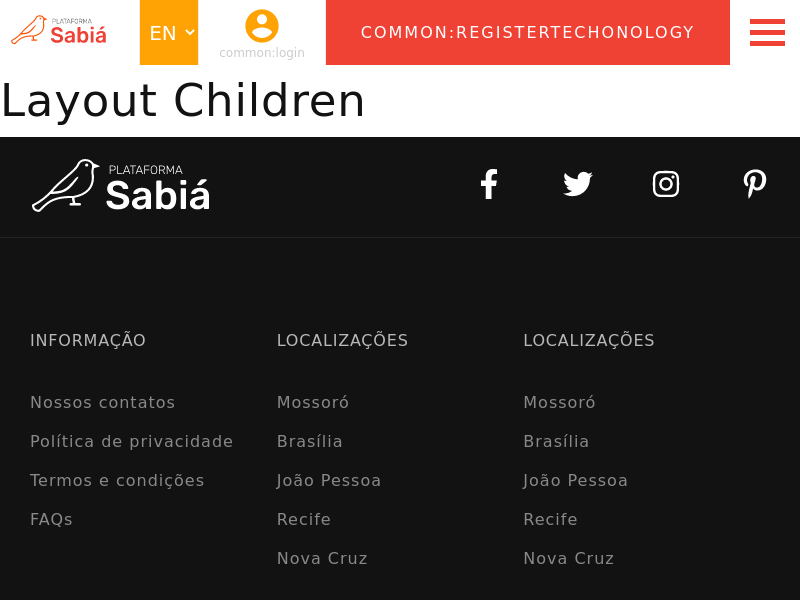 PLATAFORMA
Sabiá
EN
common:login
COMMON:REGISTERTECHONOLOGY
Layout Children
PLATAFORMA
Sabiá
INFORMAÇÃO
Nossos contatos
Política de privacidade
Termos e condições
FAQs
LOCALIZAÇÕES
Mossoró
Brasília
João Pessoa
Recife
Nova Cruz
LOCALIZAÇÕES
Mossoró
Brasília
João Pessoa
Recife
Nova Cruz